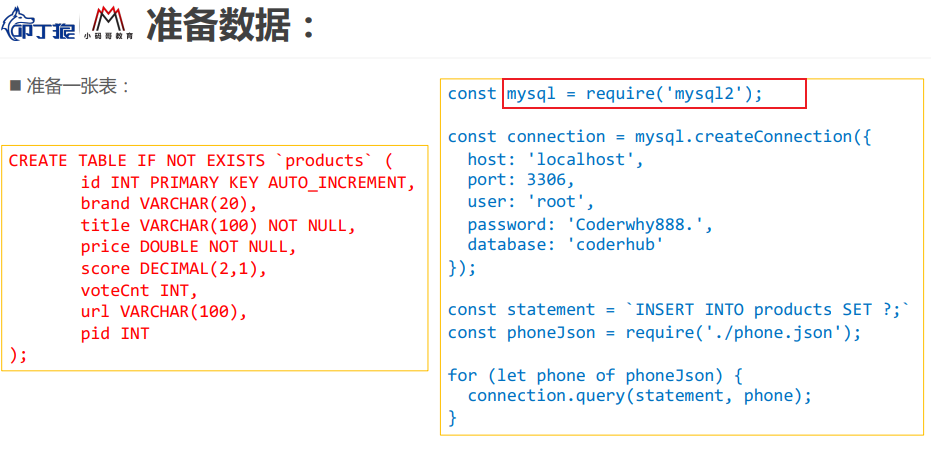 叩丁狼
小码哥教育
准备数据：
■ 准备一张表：
CREATE TABLE IF NOT EXISTS `products` (
id INT PRIMARY KEY AUTO_INCREMENT,
brand VARCHAR(20),
title VARCHAR(100) NOT NULL,
price DOUBLE NOT NULL,
score DECIMAL(2,1),
voteCnt INT,
url VARCHAR(100),
pid INT
);
const mysql = require('mysql2');
const connection = mysql.createConnection({
host: 'localhost',
port: 3306,
user: 'root',
password: 'Coderwhy888.',
database: 'coderhub'
});
const statement = `INSERT INTO products SET ?;`
const phoneJson = require('./phone.json');
for (let phone of phoneJson) {
connection.query(statement, phone);
}